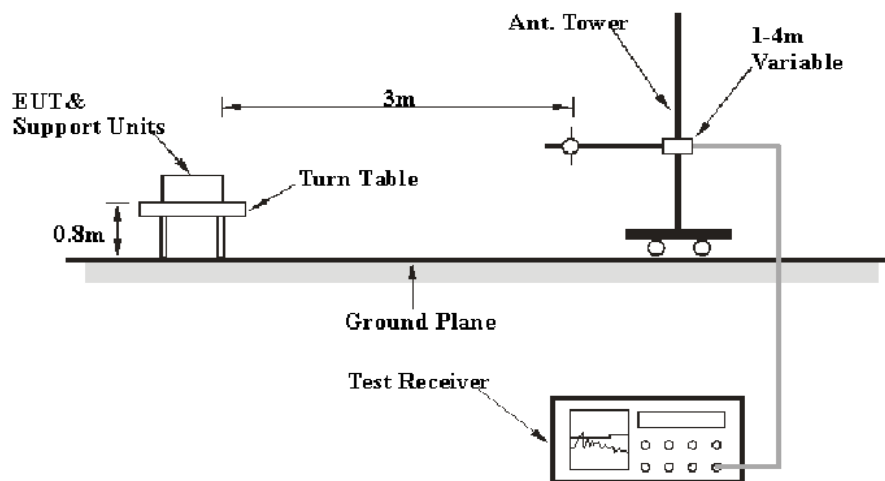 Ant. Tower
1-4m
Variable
3m
EUT&
Support Units
Turn Table
0.8m
Ground Plane
Test Receiver